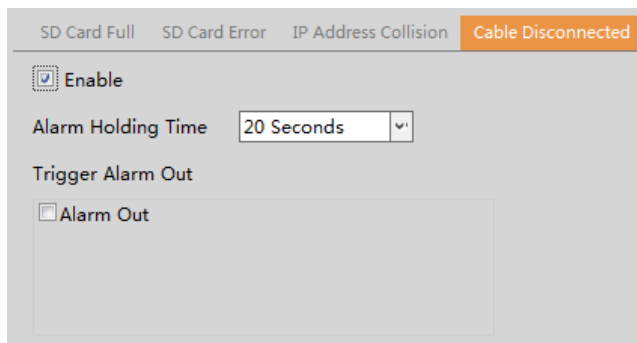 SD Card Full SD Card Error IP Address Collision Cable Disconnected
Enable
Alarm Holding Time 20 Seconds
Trigger Alarm Out
Alarm Out